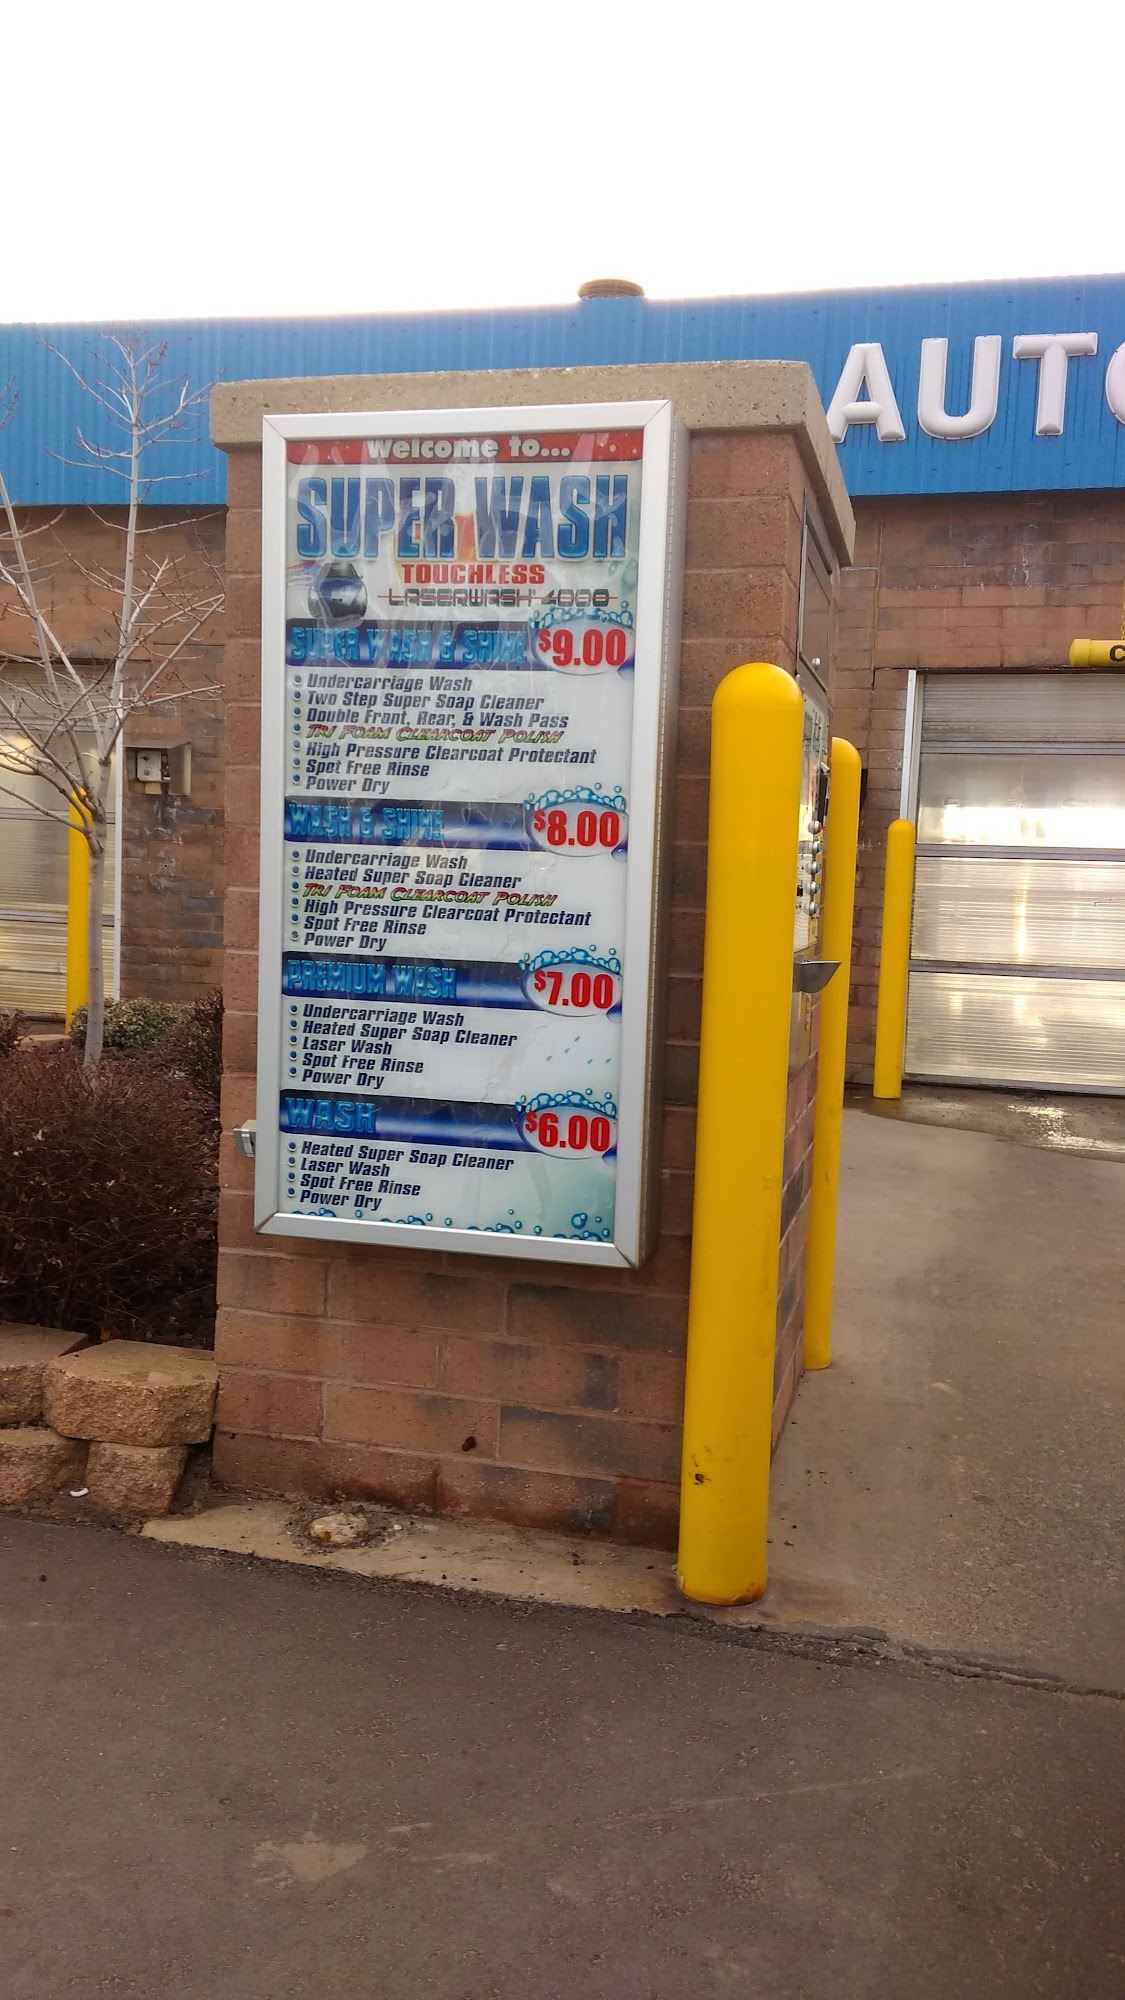 Welcome to...
SUPER WASH
TOUCHLESS
LASERWASH 4000
SUPER WASH & SHINE $9.00
Undercarriage Wash
Two Step Super Soap Cleaner
Double Front, Rear, & Wash Pass
TRI FOAM CLEARCOAT POLISH
High Pressure Clearcoat Protectant
Spot Free Rinse
Power Dry
WASH & SHINE $8.00
Undercarriage Wash
Heated Super Soap Cleaner
TRI FOAM CLEARCOAT POLISH
High Pressure Clearcoat Protectant
Spot Free Rinse
Power Dry
PREMIUM WASH $7.00
Undercarriage Wash
Heated Super Soap Cleaner
Laser Wash
Spot Free Rinse
Power Dry
WASH $6.00
Heated Super Soap Cleaner
Laser Wash
Spot Free Rinse
Power Dry
AUTO
C